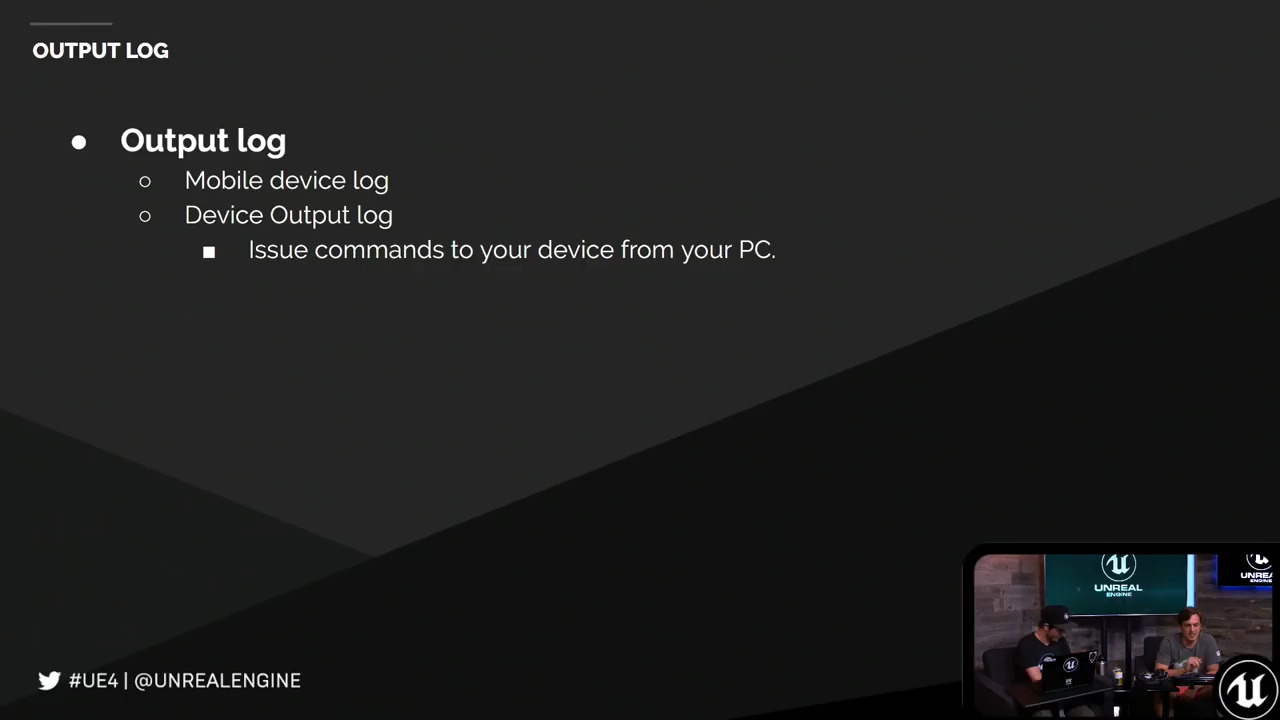 OUTPUT LOG
Output log
Mobile device log
Device Output log
Issue commands to your device from your PC.
UNREAL
ENGINE
#UE4 | @UNREALENGINE